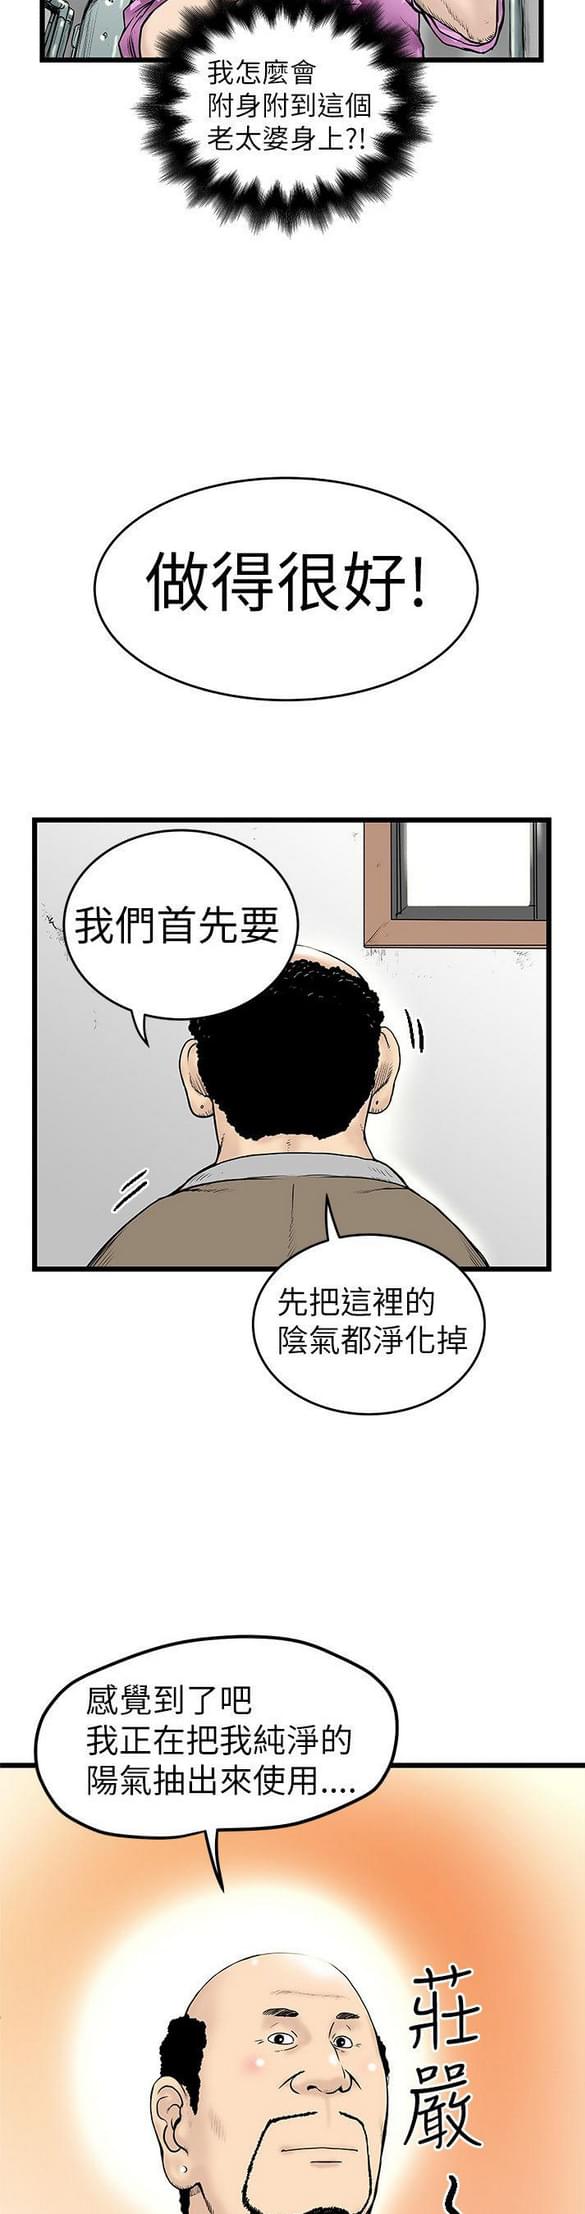 我怎麼會
附身附到這個
老太婆身上?!
做得很好!
我們首先要
先把這裡的
陰氣都淨化掉
感覺到了吧
我正在把我純淨的
陽氣抽出來使用....
莊嚴~